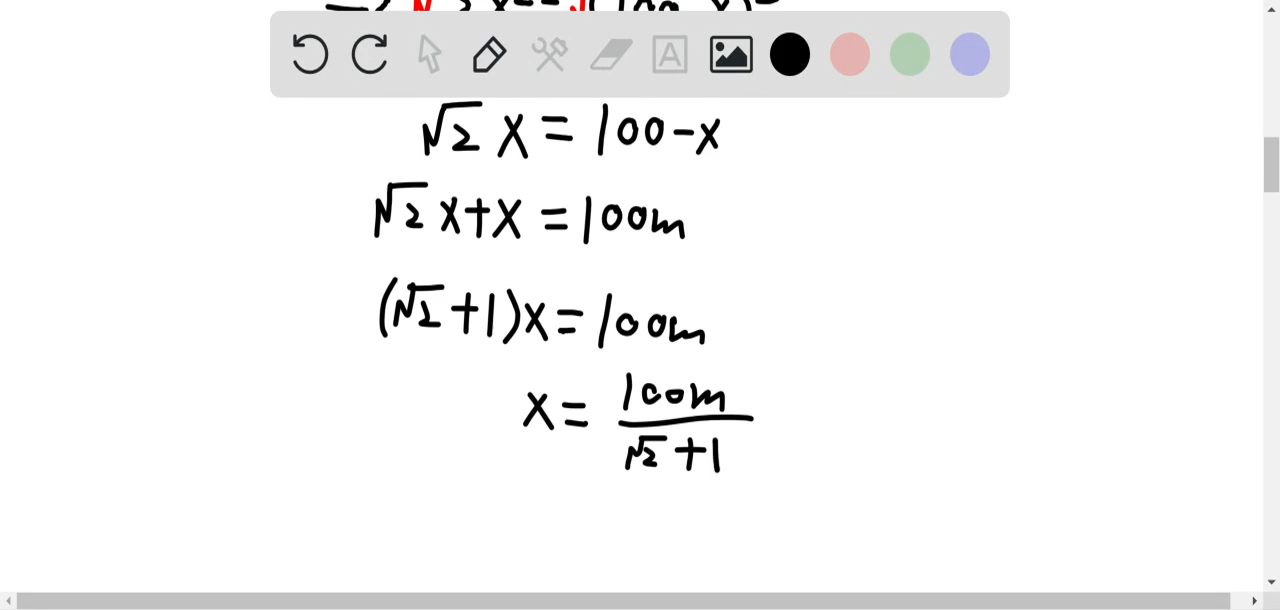 √2 x = 100 - x
√2 x + x = 100m
(√2 + 1)x = 100m
x = 100m / √2 + 1